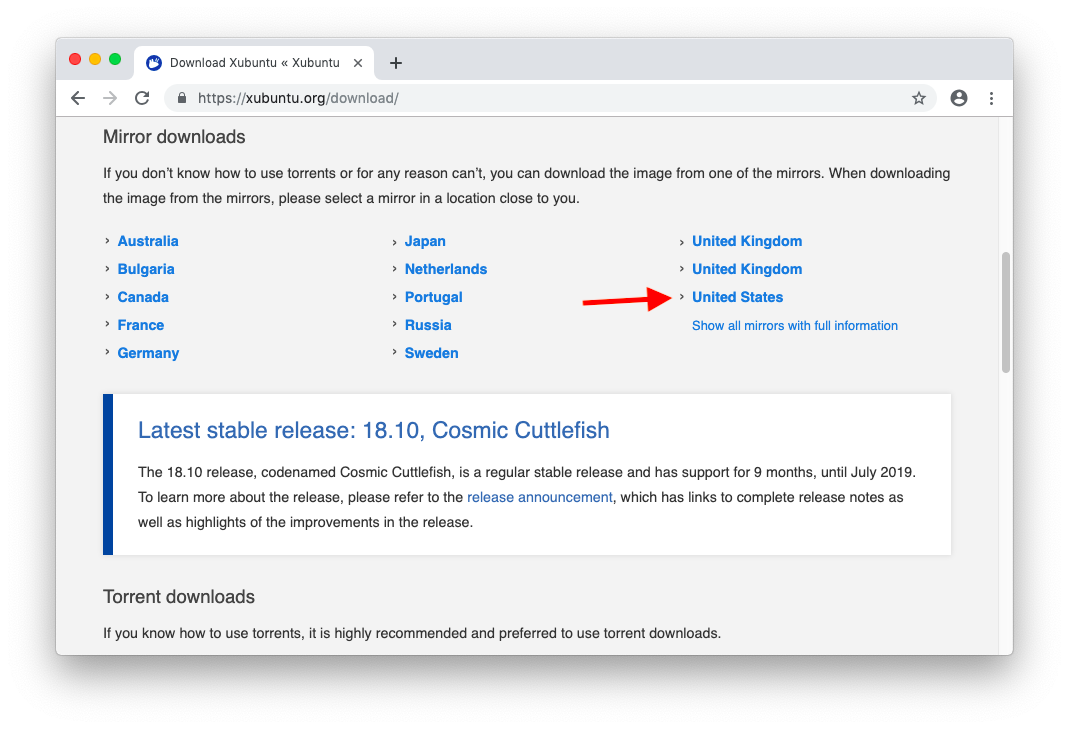 Download Xubuntu « Xubuntu
https://xubuntu.org/download/
Mirror downloads
If you don’t know how to use torrents or for any reason can’t, you can download the image from one of the mirrors. When downloading
the image from the mirrors, please select a mirror in a location close to you.
› Australia
› Bulgaria
› Canada
› France
› Germany
› Japan
› Netherlands
› Portugal
› Russia
› Sweden
› United Kingdom
› United Kingdom
› United States
Show all mirrors with full information
Latest stable release: 18.10, Cosmic Cuttlefish
The 18.10 release, codenamed Cosmic Cuttlefish, is a regular stable release and has support for 9 months, until July 2019.
To learn more about the release, please refer to the release announcement, which has links to complete release notes as
well as highlights of the improvements in the release.
Torrent downloads
If you know how to use torrents, it is highly recommended and preferred to use torrent downloads.